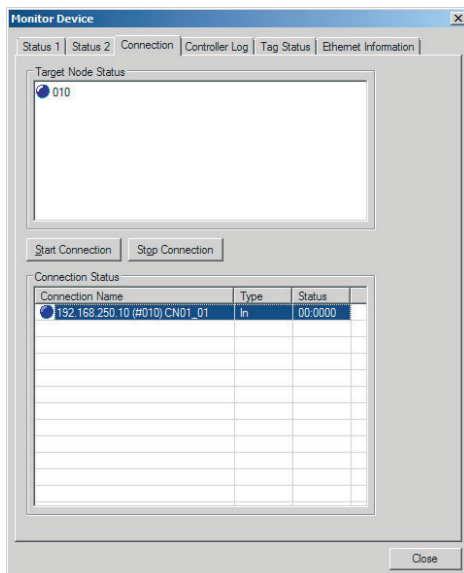 Monitor Device
Status 1 Status 2 Connection Controller Log Tag Status Ethernet Information
Target Node Status
010
Start Connection Stop Connection
Connection Status
Connection Name Type Status
192.168.250.10 (#010) CN01_01 In 00:0000
Close